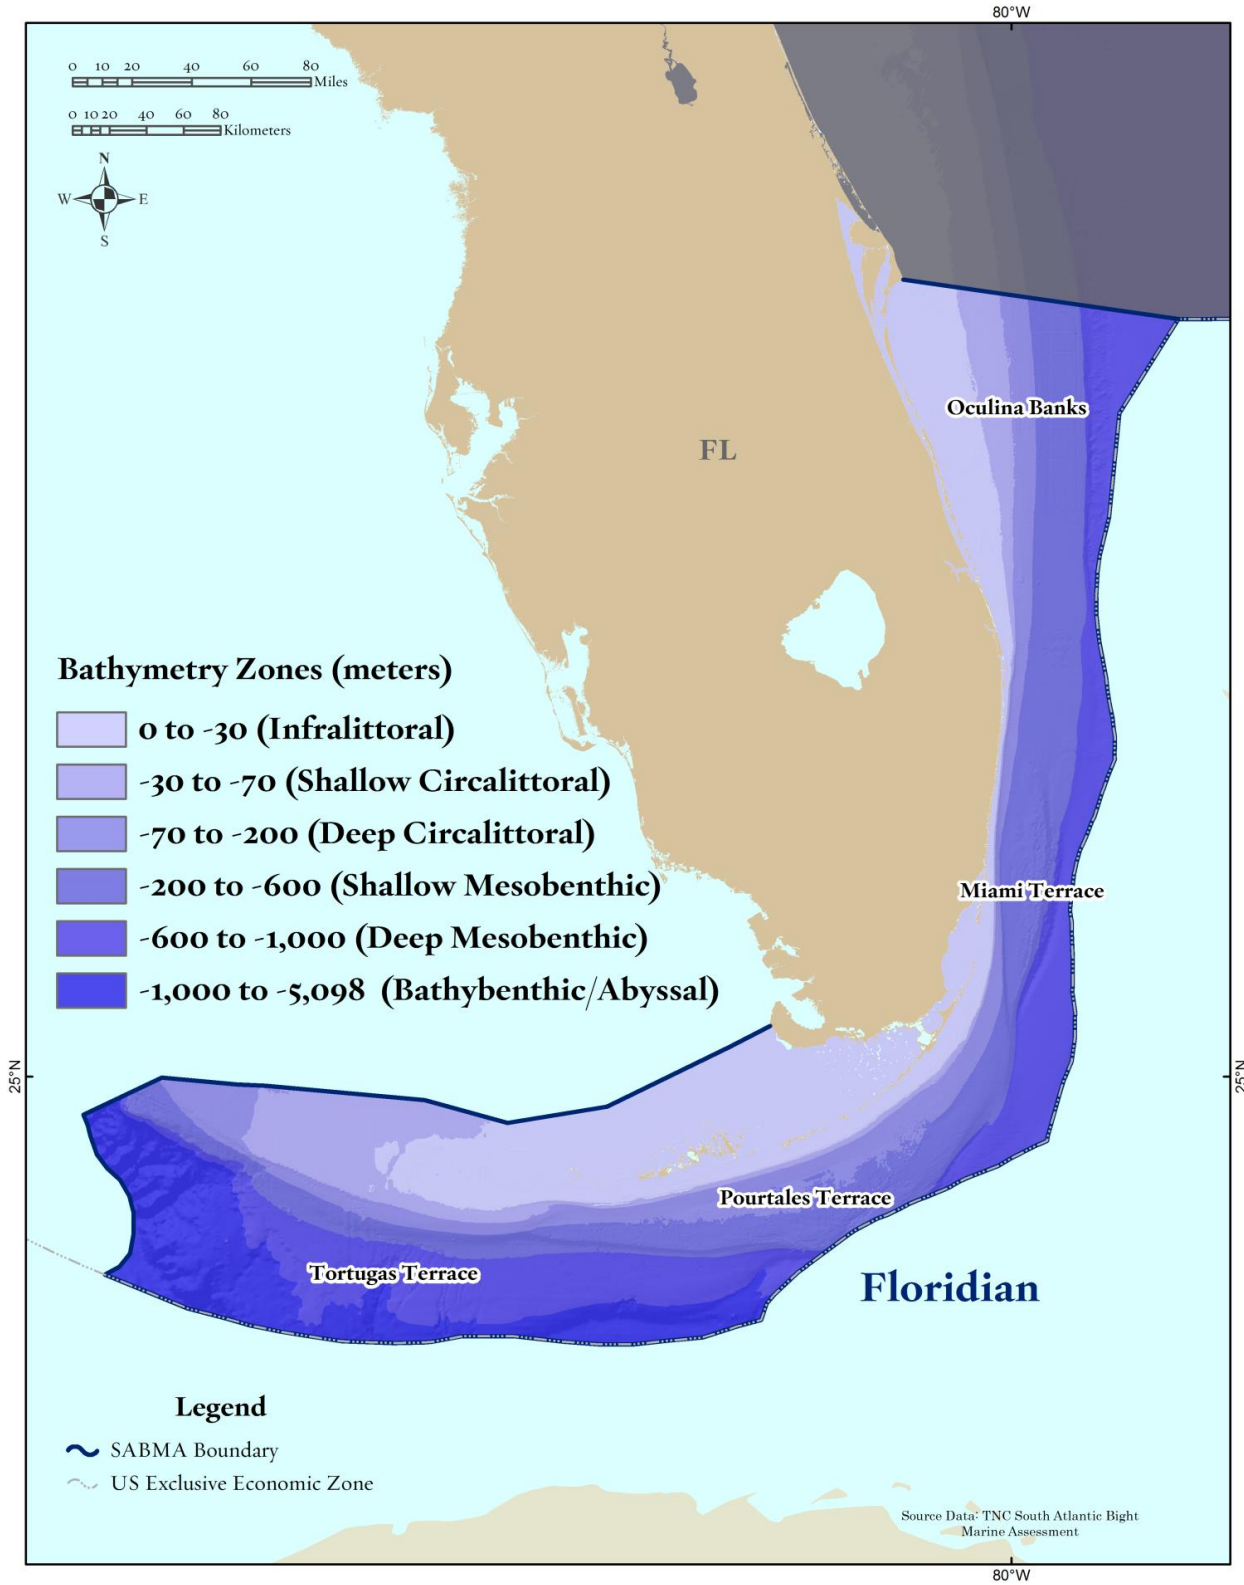 80°W
0 10 20 40 60 80
Miles
0 10 20 40 60 80
Kilometers
N
W E
S
Oculina Banks
FL
Bathymetry Zones (meters)
0 to -30 (Infralittoral)
-30 to -70 (Shallow Circalittoral)
-70 to -200 (Deep Circalittoral)
-200 to -600 (Shallow Mesobenthic)
Miami Terrace
-600 to -1,000 (Deep Mesobenthic)
-1,000 to -5,098 (Bathybenthic/Abyssal)
25°N 25°N
Pourtales Terrace
Tortugas Terrace
Floridian
Legend
SABMA Boundary
US Exclusive Economic Zone
Source Data: TNC South Atlantic Bight
Marine Assessment
80°W